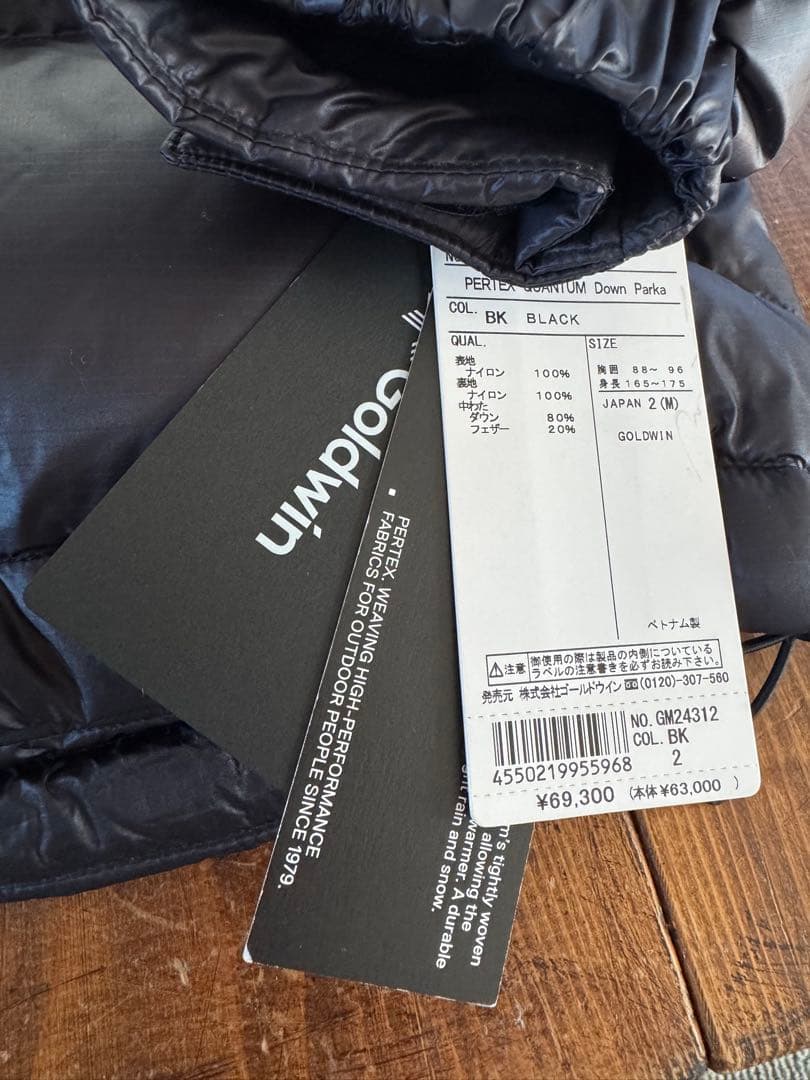 PERTEX QUANTUM Down Parka
COL. BK BLACK
QUAL.
表地
ナイロン 100%
裏地
ナイロン 100%
中わた
ダウン 80%
フェザー 20%
SIZE
胸囲 88~ 96
身長 165~175
JAPAN 2 (M)
GOLDWIN
ベトナム製
注意 御使用の際は製品の内側についている
ラベルの注意書きを必ずお読み下さい。
発売元 株式会社ゴールドウイン (0120)-307-560
NO. GM24312
COL. BK
2
4550219955968
¥69,300 (本体¥63,000 )
Goldwin
PERTEX. WEAVING HIGH-PERFORMANCE
FABRICS FOR OUTDOOR PEOPLE SINCE 1979.
tightly woven
allowing the
warmer. A durable
rain and snow.